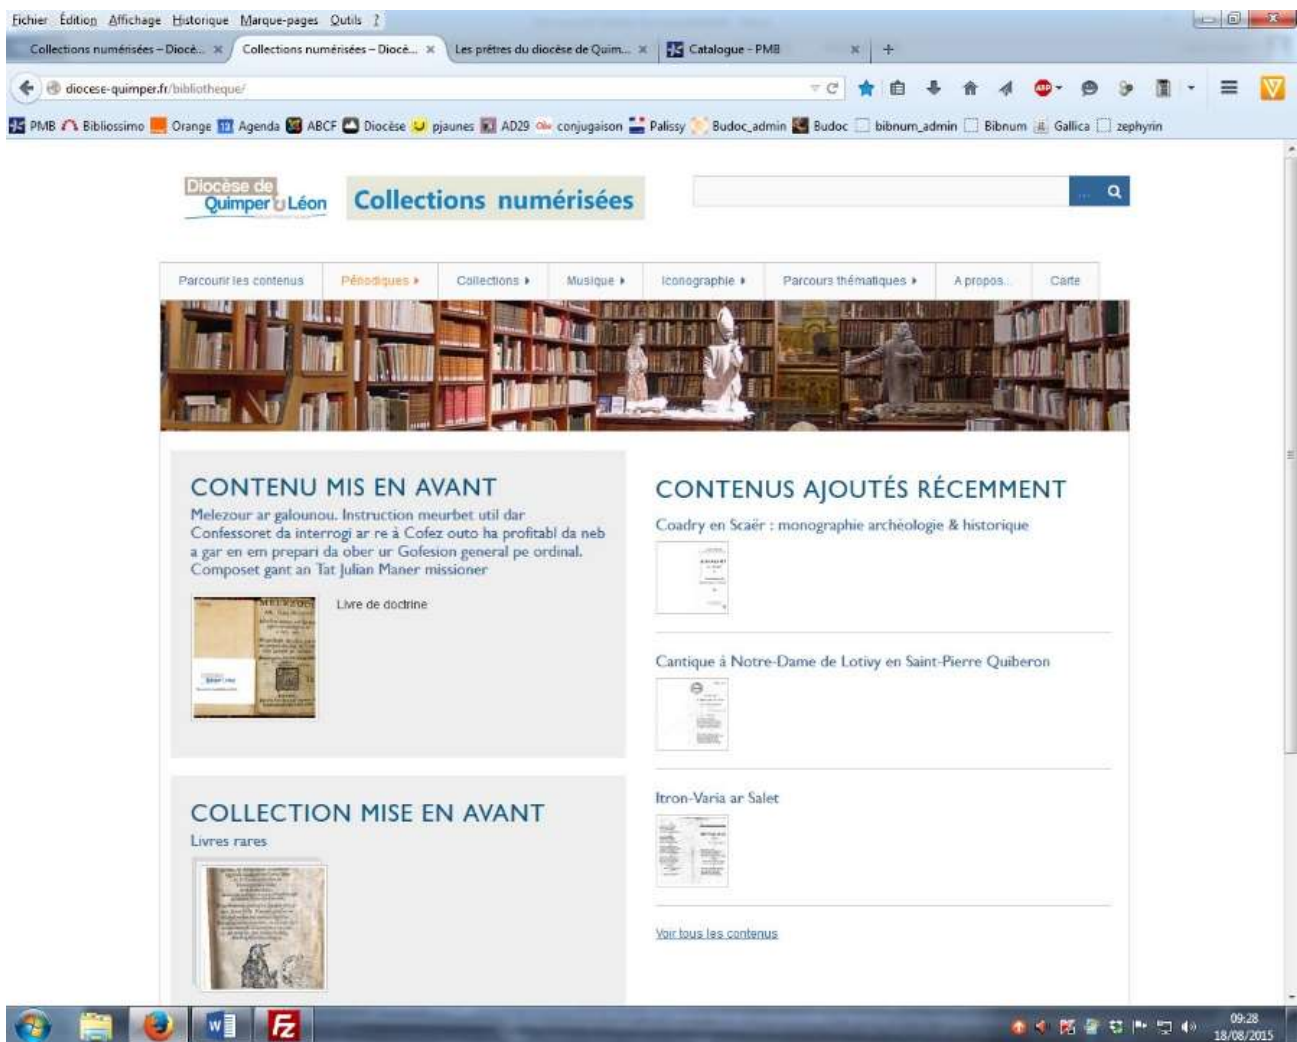 Fichier Édition Affichage Historique Marque-pages Outils ?
Collections numérisées – Diocè... × Collections numérisées – Diocè... × Les prêtres du diocèse de Quim... × Catalogue - PMB × +
diocese-quimper.fr/bibliotheque/
PMB Bibliossimo Orange Agenda ABCF Diocèse pjaunes AD29 conjugaison Palissy Budoc_admin Budoc bibnum_admin Bibnum Gallica zephyrin
Diocèse de
Quimper & Léon
Collections numérisées
...
Parcourir les contenus Périodiques Collections Musique Iconographie Parcours thématiques A propos... Carte
CONTENU MIS EN AVANT
Melezour ar galounou. Instruction meurbet util dar
Confessoret da interrogi ar re à Cofez outo ha profitabl da neb
a gar en em prepari da ober ur Gofesion general pe ordinal.
Composet gant an Tat Julian Maner missioner
Livre de doctrine
COLLECTION MISE EN AVANT
Livres rares
CONTENUS AJOUTÉS RÉCEMMENT
Coadry en Scaër : monographie archéologie & historique
Cantique à Notre-Dame de Lotivy en Saint-Pierre Quiberon
Itron-Varia ar Salet
Voir tous les contenus
09:28
18/08/2015